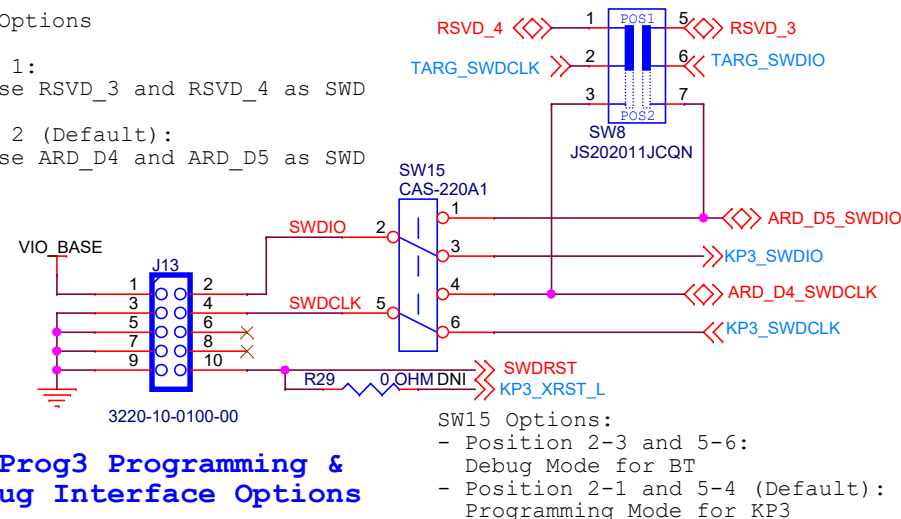 Options
1:
se RSVD_3 and RSVD_4 as SWD
2 (Default):
se ARD_D4 and ARD_D5 as SWD
RSVD_4
1
POS1
5
RSVD_3
TARG_SWDCLK
2
6
TARG_SWDIO
3
7
POS2
SW8
JS202011JCQN
SW15
CAS-220A1
VIO_BASE
J13
SWDIO
2
1
ARD_D5_SWDIO
3
KP3_SWDIO
SWDCLK
5
4
ARD_D4_SWDCLK
6
KP3_SWDCLK
1
2
3
4
5
6
7
8
9
10
R29
0 OHM DNI
SWDRST
KP3_XRST_L
3220-10-0100-00
Prog3 Programming &
ug Interface Options
SW15 Options:
- Position 2-3 and 5-6:
Debug Mode for BT
- Position 2-1 and 5-4 (Default):
Programming Mode for KP3